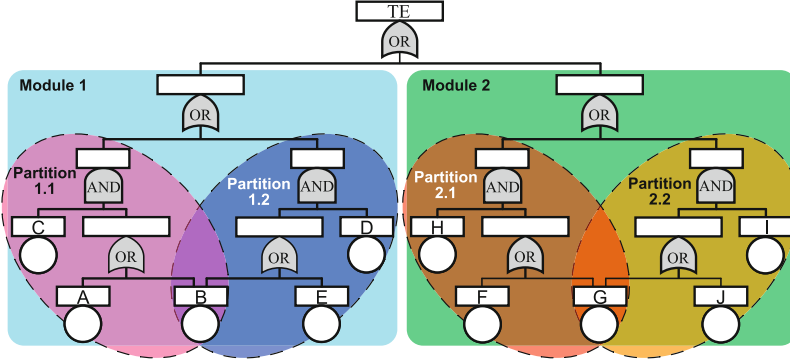 TE
OR
Module 1
Module 2
OR
OR
Partition
1.1
AND
Partition
1.2
AND
Partition
2.1
AND
Partition
2.2
AND
C
D
H
I
OR
OR
OR
OR
A
B
E
F
G
J